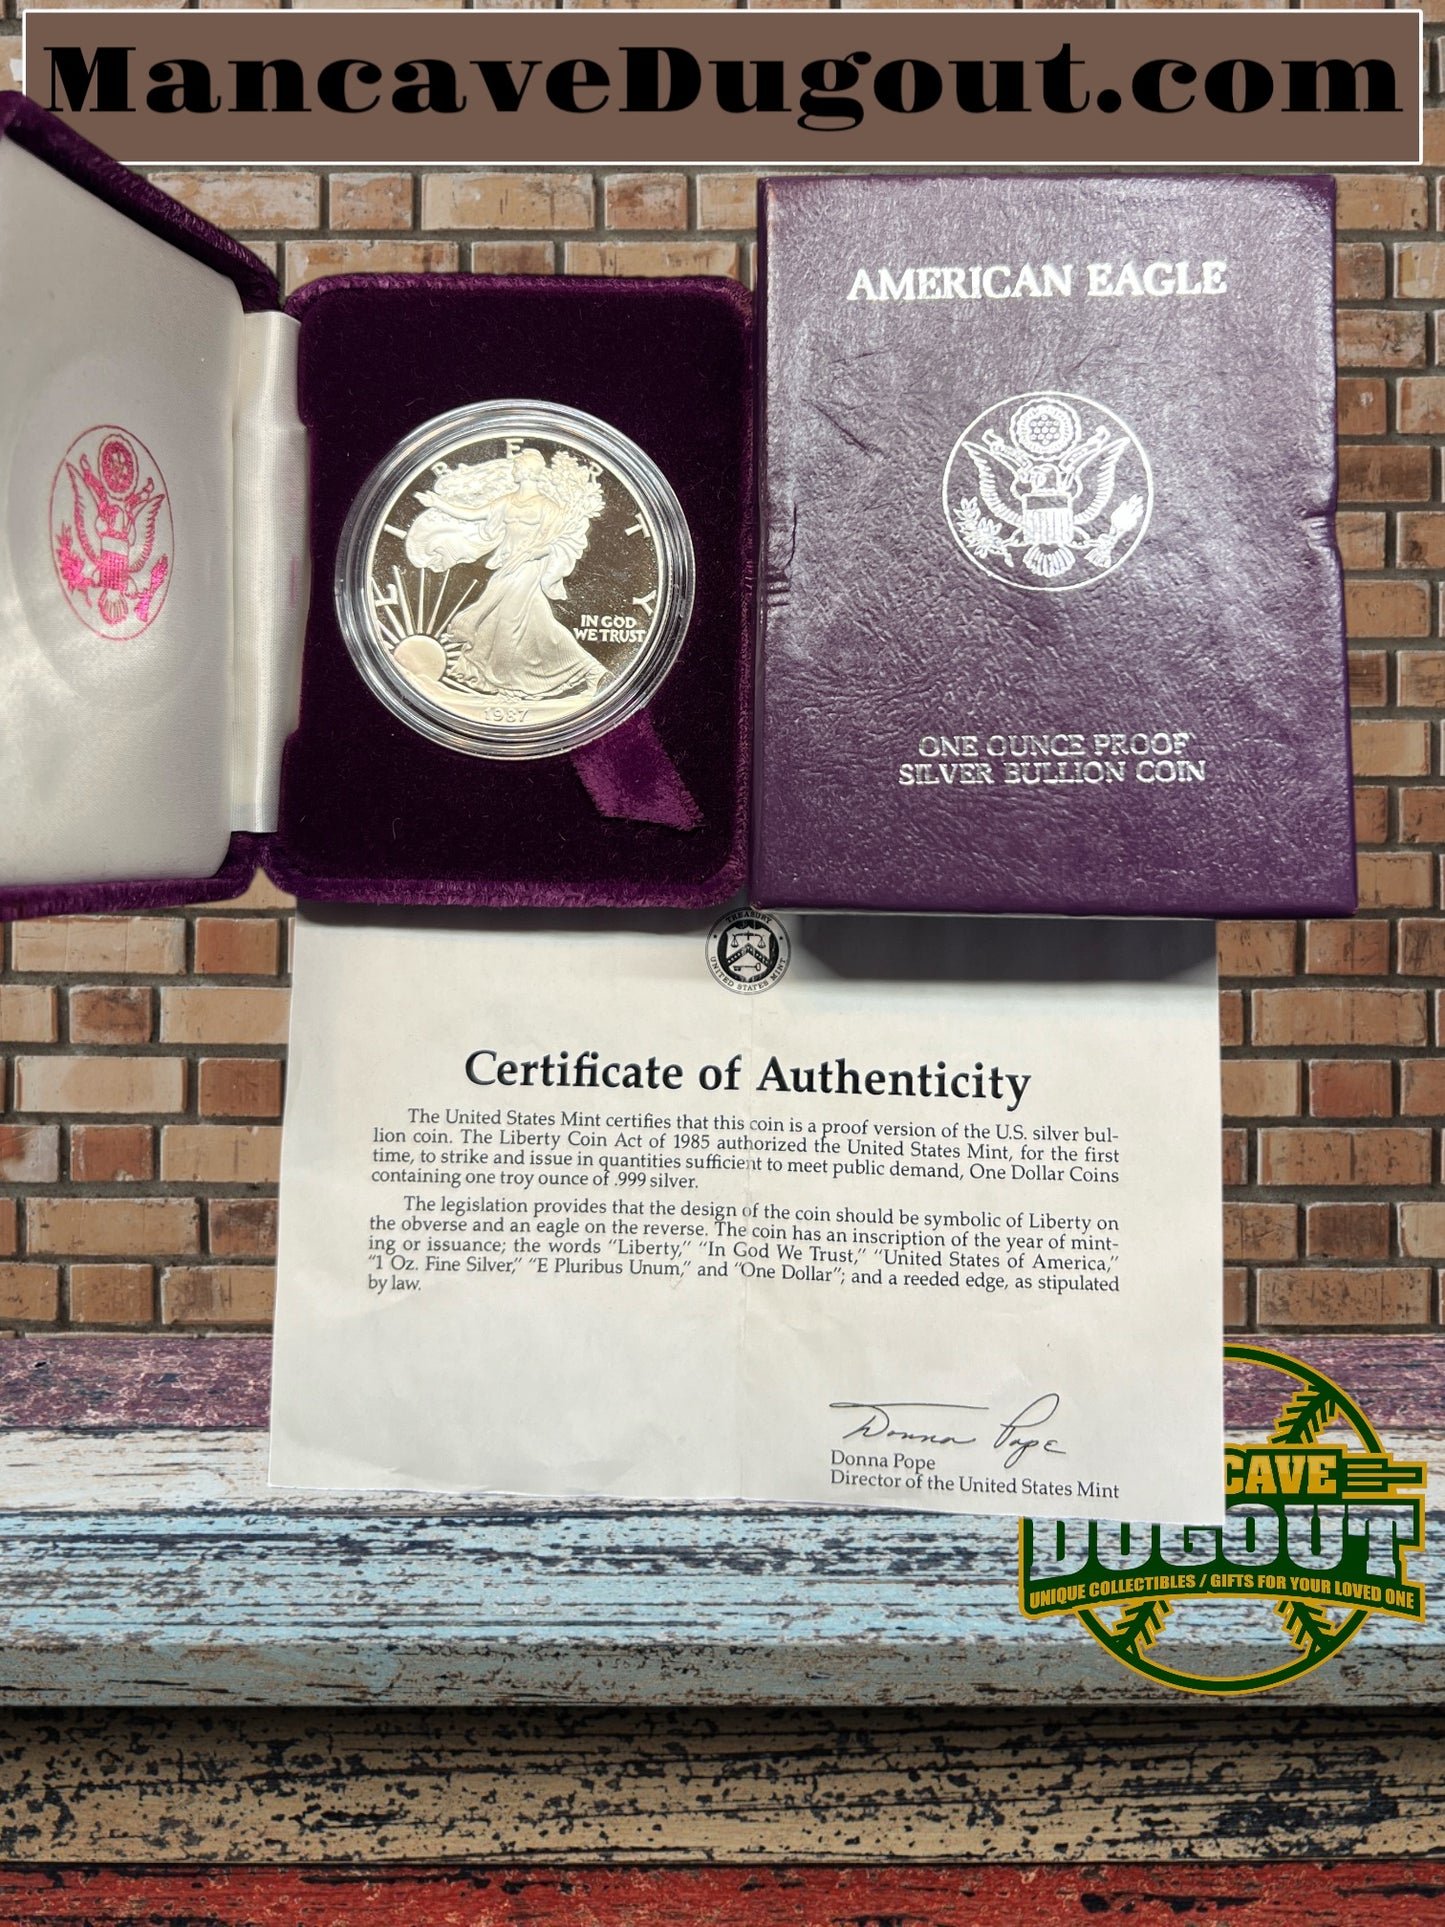 MancaveDugout.com
AMERICAN EAGLE
ONE OUNCE PROOF
SILVER BULLION COIN
LIBERTY
IN GOD
WE TRUST
1987
TREASURY
UNITED STATES MINT
Certificate of Authenticity
The United States Mint certifies that this coin is a proof version of the U.S. silver bul-
lion coin. The Liberty Coin Act of 1985 authorized the United States Mint, for the first
time, to strike and issue in quantities sufficient to meet public demand, One Dollar Coins
containing one troy ounce of .999 silver.
The legislation provides that the design of the coin should be symbolic of Liberty on
the obverse and an eagle on the reverse. The coin has an inscription of the year of mint-
ing or issuance; the words “Liberty,” “In God We Trust,” “United States of America,”
“1 Oz. Fine Silver,” “E Pluribus Unum,” and “One Dollar”; and a reeded edge, as stipulated
by law.
Donna Pope
Donna Pope
Director of the United States Mint
CAVE
DUGOUT
UNIQUE COLLECTIBLES / GIFTS FOR YOUR LOVED ONE